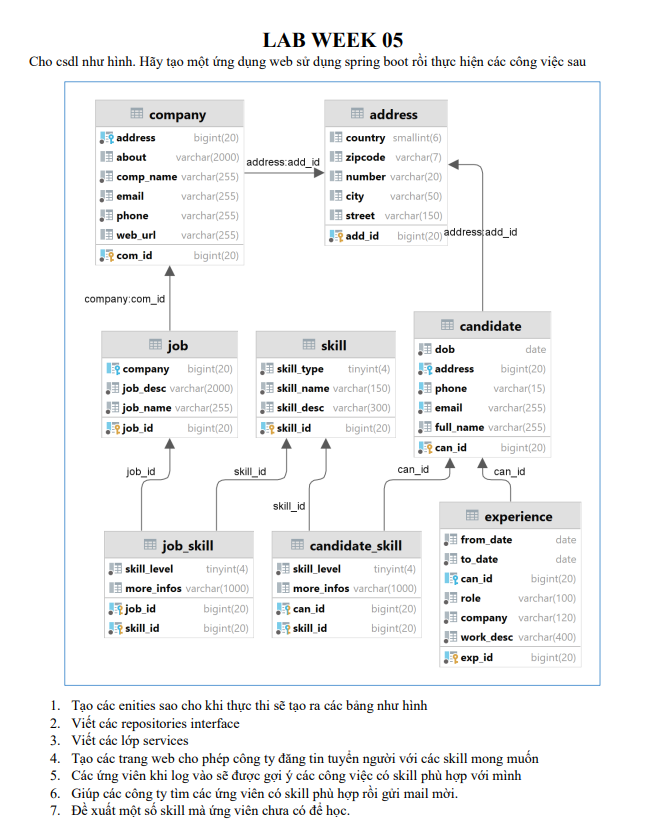 LAB WEEK 05
Cho csdl như hình. Hãy tạo một ứng dụng web sử dụng spring boot rồi thực hiện các công việc sau
company
address bigint(20)
about varchar(2000)
comp_name varchar(255)
email varchar(255)
phone varchar(255)
web_url varchar(255)
com_id bigint(20)
address:add_id
address
country smallint(6)
zipcode varchar(7)
number varchar(20)
city varchar(50)
street varchar(150)
add_id bigint(20)
address:add_id
company:com_id
job
company bigint(20)
job_desc varchar(2000)
job_name varchar(255)
job_id bigint(20)
skill
skill_type tinyint(4)
skill_name varchar(150)
skill_desc varchar(300)
skill_id bigint(20)
candidate
dob date
address bigint(20)
phone varchar(15)
email varchar(255)
full_name varchar(255)
can_id bigint(20)
job_id
skill_id
skill_id
can_id
can_id
job_skill
skill_level tinyint(4)
more_infos varchar(1000)
job_id bigint(20)
skill_id bigint(20)
candidate_skill
skill_level tinyint(4)
more_infos varchar(1000)
can_id bigint(20)
skill_id bigint(20)
experience
from_date date
to_date date
can_id bigint(20)
role varchar(100)
company varchar(120)
work_desc varchar(400)
exp_id bigint(20)
1. Tạo các enities sao cho khi thực thi sẽ tạo ra các bảng như hình
2. Viết các repositories interface
3. Viết các lớp services
4. Tạo các trang web cho phép công ty đăng tin tuyển người với các skill mong muốn
5. Các ứng viên khi log vào sẽ được gợi ý các công việc có skill phù hợp với mình
6. Giúp các công ty tìm các ứng viên có skill phù hợp rồi gửi mail mời.
7. Đề xuất một số skill mà ứng viên chưa có để học.